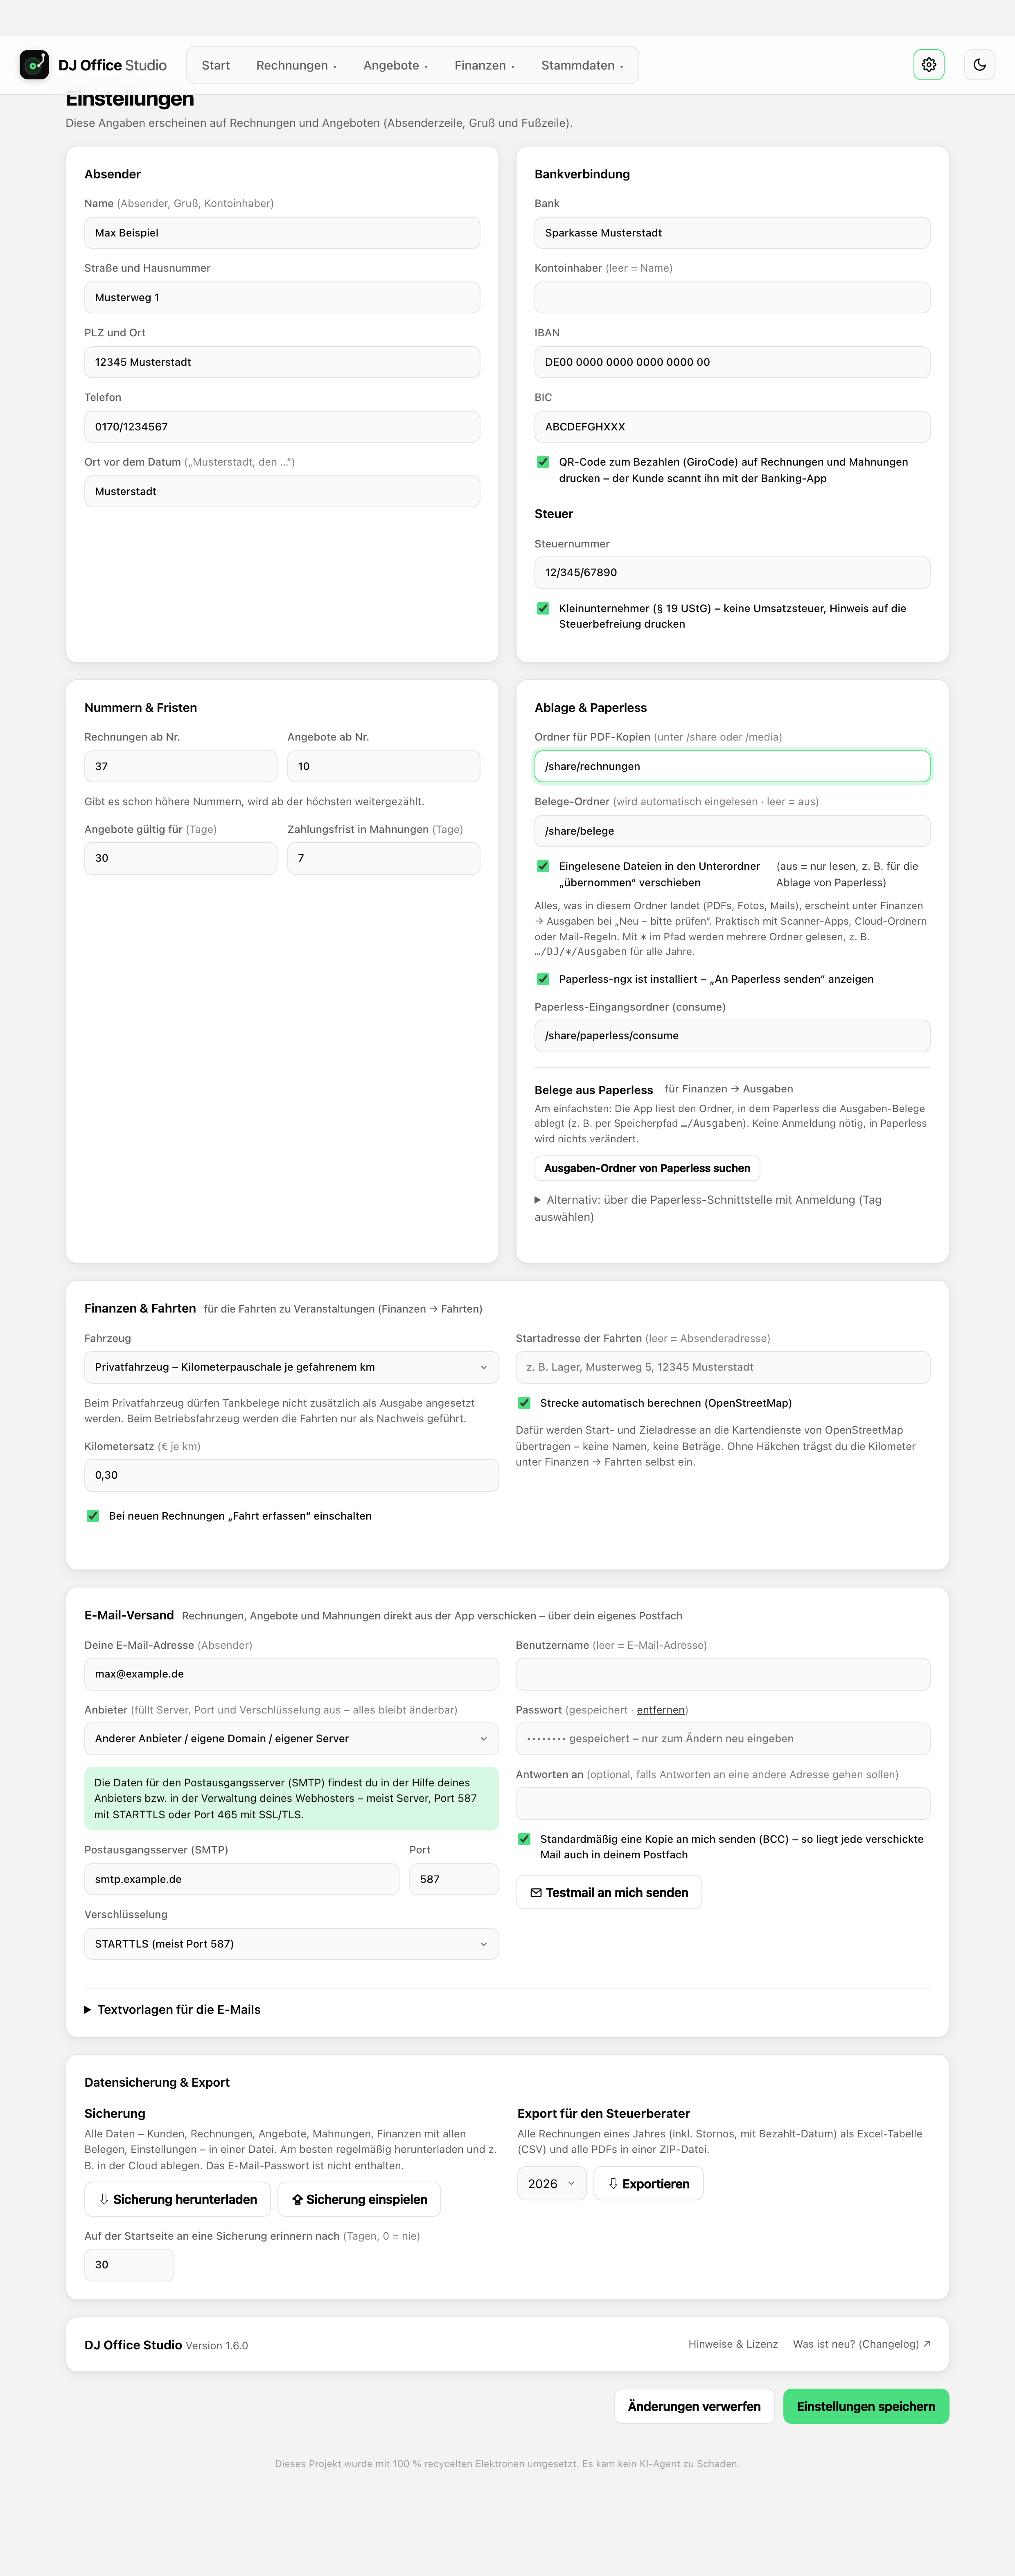 DJ Office Studio
Start
Rechnungen
Angebote
Finanzen
Stammdaten
Einstellungen
Diese Angaben erscheinen auf Rechnungen und Angeboten (Absenderzeile, Gruß und Fußzeile).
Absender
Name (Absender, Gruß, Kontoinhaber)
Max Beispiel
Straße und Hausnummer
Musterweg 1
PLZ und Ort
12345 Musterstadt
Telefon
0170/1234567
Ort vor dem Datum („Musterstadt, den …“)
Musterstadt
Bankverbindung
Bank
Sparkasse Musterstadt
Kontoinhaber (leer = Name)
IBAN
DE00 0000 0000 0000 0000 00
BIC
ABCDEFGHXXX
QR-Code zum Bezahlen (GiroCode) auf Rechnungen und Mahnungen
drucken – der Kunde scannt ihn mit der Banking-App
Steuer
Steuernummer
12/345/67890
Kleinunternehmer (§ 19 UStG) – keine Umsatzsteuer, Hinweis auf die
Steuerbefreiung drucken
Nummern & Fristen
Rechnungen ab Nr.
Angebote ab Nr.
37
10
Gibt es schon höhere Nummern, wird ab der höchsten weitergezählt.
Angebote gültig für (Tage)
Zahlungsfrist in Mahnungen (Tage)
30
7
Ablage & Paperless
Ordner für PDF-Kopien (unter /share oder /media)
/share/rechnungen
Belege-Ordner (wird automatisch eingelesen · leer = aus)
/share/belege
Eingelesene Dateien in den Unterordner
„übernommen“ verschieben
(aus = nur lesen, z. B. für die
Ablage von Paperless)
Alles, was in diesem Ordner landet (PDFs, Fotos, Mails), erscheint unter Finanzen
→ Ausgaben bei „Neu – bitte prüfen“. Praktisch mit Scanner-Apps, Cloud-Ordnern
oder Mail-Regeln. Mit * im Pfad werden mehrere Ordner gelesen, z. B.
…/DJ/*/Ausgaben für alle Jahre.
Paperless-ngx ist installiert – „An Paperless senden“ anzeigen
Paperless-Eingangsordner (consume)
/share/paperless/consume
Belege aus Paperless für Finanzen → Ausgaben
Am einfachsten: Die App liest den Ordner, in dem Paperless die Ausgaben-Belege
ablegt (z. B. per Speicherpfad …/Ausgaben). Keine Anmeldung nötig, in Paperless
wird nichts verändert.
Ausgaben-Ordner von Paperless suchen
▶ Alternativ: über die Paperless-Schnittstelle mit Anmeldung (Tag
auswählen)
Finanzen & Fahrten für die Fahrten zu Veranstaltungen (Finanzen → Fahrten)
Fahrzeug
Privatfahrzeug – Kilometerpauschale je gefahrenem km
Beim Privatfahrzeug dürfen Tankbelege nicht zusätzlich als Ausgabe angesetzt
werden. Beim Betriebsfahrzeug werden die Fahrten nur als Nachweis geführt.
Kilometersatz (€ je km)
0,30
Bei neuen Rechnungen „Fahrt erfassen“ einschalten
Startadresse der Fahrten (leer = Absenderadresse)
z. B. Lager, Musterweg 5, 12345 Musterstadt
Strecke automatisch berechnen (OpenStreetMap)
Dafür werden Start- und Zieladresse an die Kartendienste von OpenStreetMap
übertragen – keine Namen, keine Beträge. Ohne Häkchen trägst du die Kilometer
unter Finanzen → Fahrten selbst ein.
E-Mail-Versand Rechnungen, Angebote und Mahnungen direkt aus der App verschicken – über dein eigenes Postfach
Deine E-Mail-Adresse (Absender)
max@example.de
Anbieter (füllt Server, Port und Verschlüsselung aus – alles bleibt änderbar)
Anderer Anbieter / eigene Domain / eigener Server
Die Daten für den Postausgangsserver (SMTP) findest du in der Hilfe deines
Anbieters bzw. in der Verwaltung deines Webhosters – meist Server, Port 587
mit STARTTLS oder Port 465 mit SSL/TLS.
Postausgangsserver (SMTP)
Port
smtp.example.de
587
Verschlüsselung
STARTTLS (meist Port 587)
Benutzername (leer = E-Mail-Adresse)
Passwort (gespeichert · entfernen)
•••••••• gespeichert – nur zum Ändern neu eingeben
Antworten an (optional, falls Antworten an eine andere Adresse gehen sollen)
Standardmäßig eine Kopie an mich senden (BCC) – so liegt jede verschickte
Mail auch in deinem Postfach
Testmail an mich senden
▶ Textvorlagen für die E-Mails
Datensicherung & Export
Sicherung
Alle Daten – Kunden, Rechnungen, Angebote, Mahnungen, Finanzen mit allen
Belegen, Einstellungen – in einer Datei. Am besten regelmäßig herunterladen und z.
B. in der Cloud ablegen. Das E-Mail-Passwort ist nicht enthalten.
Sicherung herunterladen
Sicherung einspielen
Auf der Startseite an eine Sicherung erinnern nach (Tagen, 0 = nie)
30
Export für den Steuerberater
Alle Rechnungen eines Jahres (inkl. Stornos, mit Bezahlt-Datum) als Excel-Tabelle
(CSV) und alle PDFs in einer ZIP-Datei.
2026
Exportieren
DJ Office Studio Version 1.6.0
Hinweise & Lizenz
Was ist neu? (Changelog) ↗
Änderungen verwerfen
Einstellungen speichern
Dieses Projekt wurde mit 100 % recycelten Elektronen umgesetzt. Es kam kein KI-Agent zu Schaden.